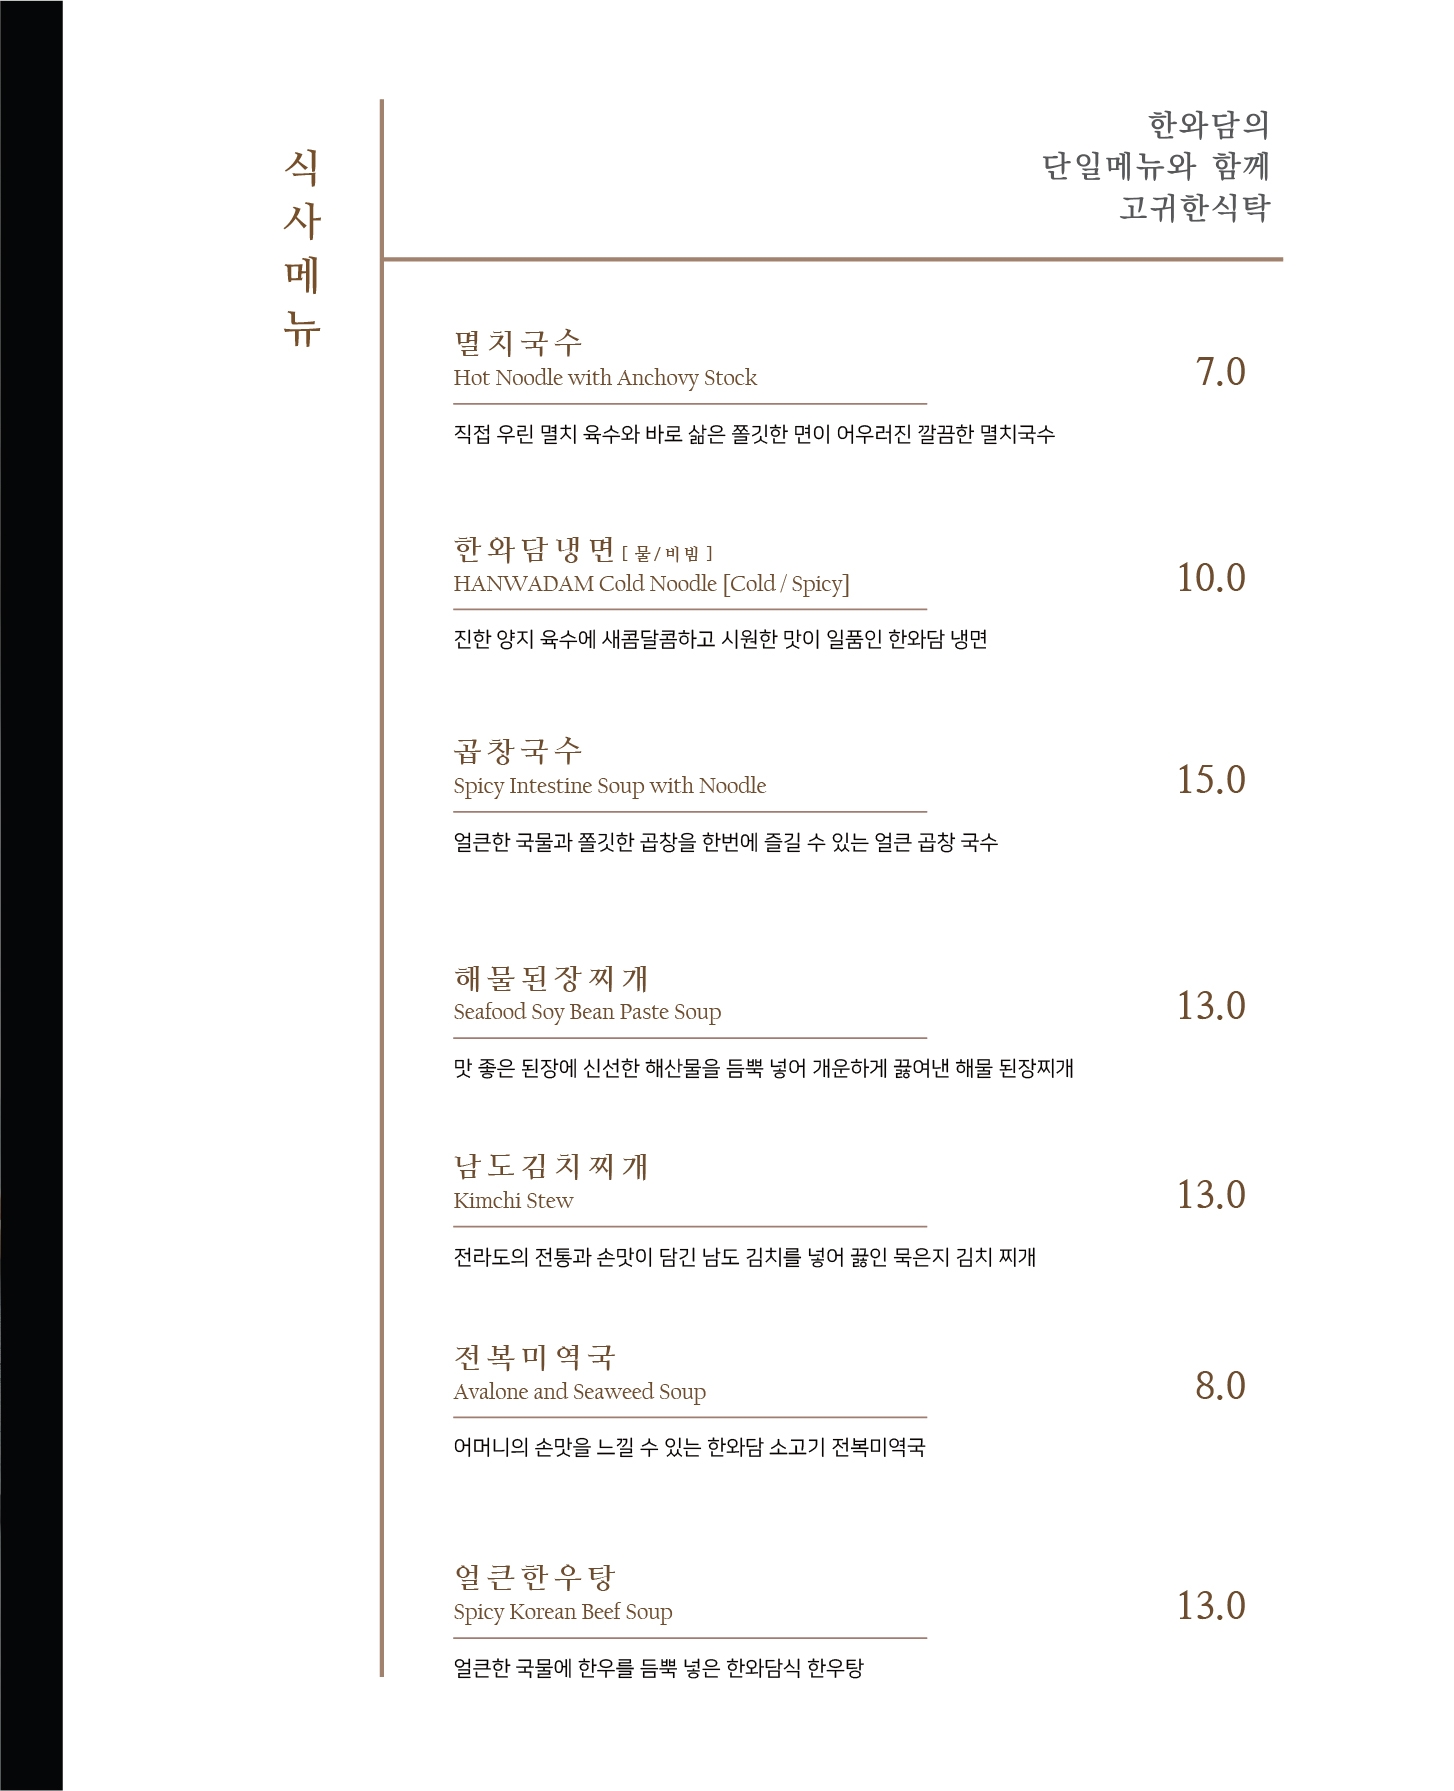 식사메뉴
한와담의
단일메뉴와 함께
고귀한식탁
멸치국수
Hot Noodle with Anchovy Stock
7.0
직접 우린 멸치 육수와 바로 삶은 쫄깃한 면이 어우러진 깔끔한 멸치국수
한와담냉면 [ 물/비빔 ]
HANWADAM Cold Noodle [Cold / Spicy]
10.0
진한 양지 육수에 새콤달콤하고 시원한 맛이 일품인 한와담 냉면
곱창국수
Spicy Intestine Soup with Noodle
15.0
얼큰한 국물과 쫄깃한 곱창을 한번에 즐길 수 있는 얼큰 곱창 국수
해물된장찌개
Seafood Soy Bean Paste Soup
13.0
맛 좋은 된장에 신선한 해산물을 듬뿍 넣어 개운하게 끓여낸 해물 된장찌개
남도김치찌개
Kimchi Stew
13.0
전라도의 전통과 손맛이 담긴 남도 김치를 넣어 끓인 묵은지 김치 찌개
전복미역국
Avalone and Seaweed Soup
8.0
어머니의 손맛을 느낄 수 있는 한와담 소고기 전복미역국
얼큰한우탕
Spicy Korean Beef Soup
13.0
얼큰한 국물에 한우를 듬뿍 넣은 한와담식 한우탕